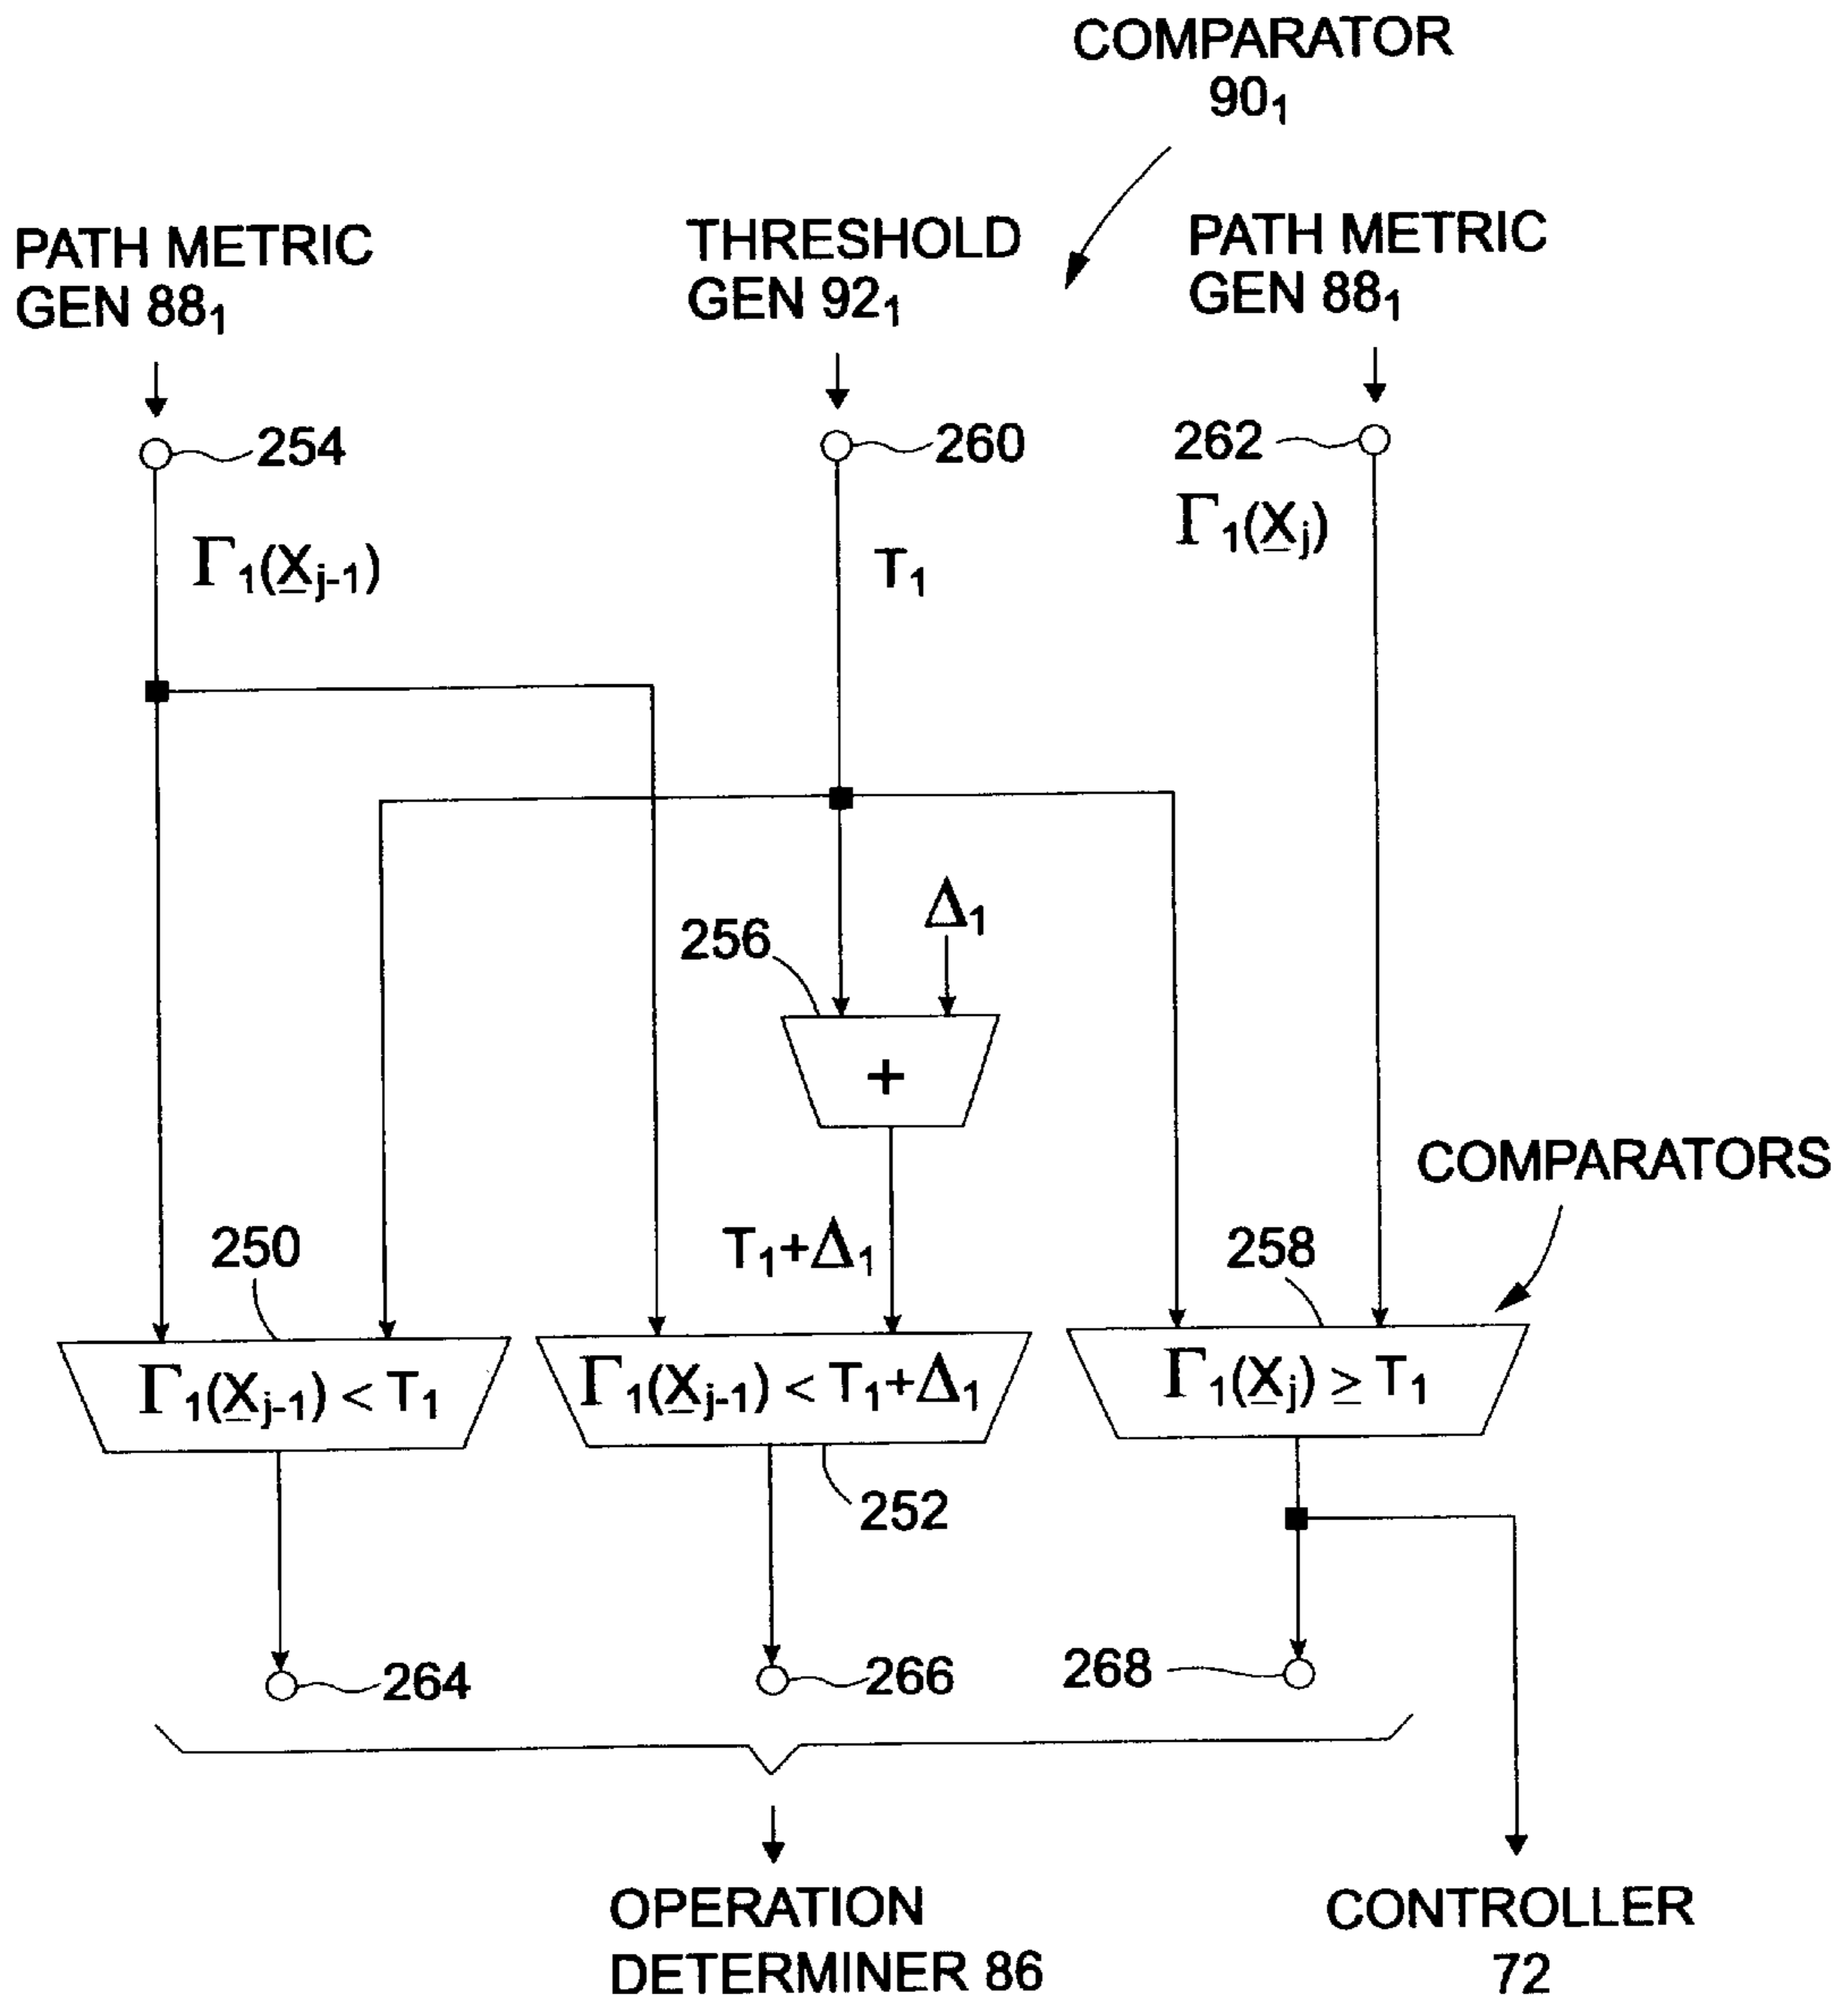 COMPARATOR
90₁
PATH METRIC
GEN 88₁
THRESHOLD
GEN 92₁
PATH METRIC
GEN 88₁
254
260
262
Γ₁(X̲ⱼ₋₁)
T₁
Γ₁(X̲ⱼ)
256
Δ₁
+
COMPARATORS
250
T₁+Δ₁
258
Γ₁(X̲ⱼ₋₁) < T₁
Γ₁(X̲ⱼ₋₁) < T₁+Δ₁
Γ₁(X̲ⱼ) ≥ T₁
252
264
266
268
OPERATION
DETERMINER 86
CONTROLLER
72